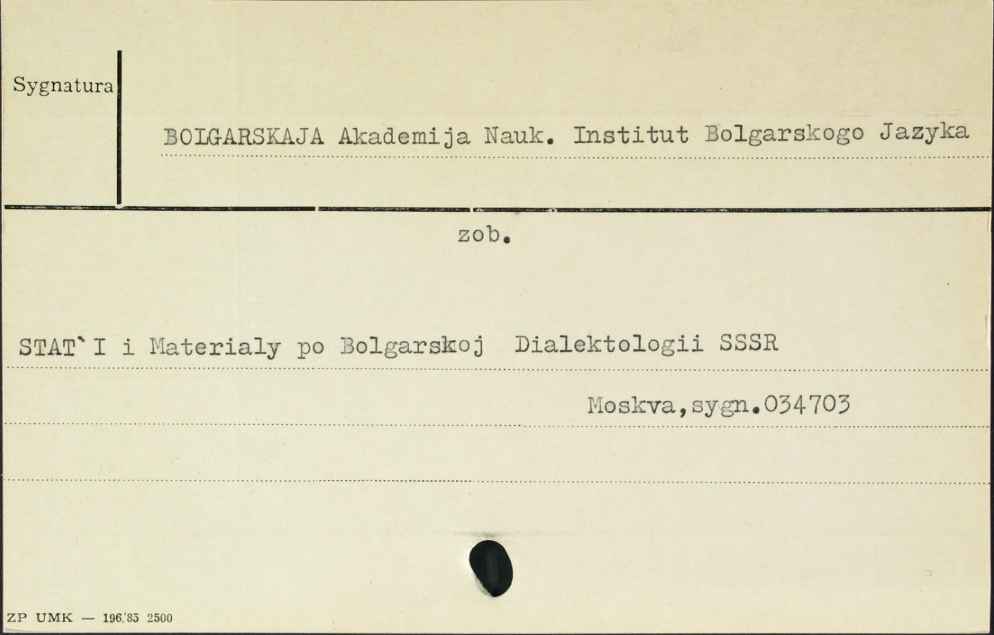 Sygnatura
BOLGARSKAJA Akademija Nauk. Institut Bolgarskogo Jazyka
zob.
STAT`I i Materialy po Bolgarskoj Dialektologii SSSR
Moskva,sygn.034703
ZP UMK — 196/85 2500